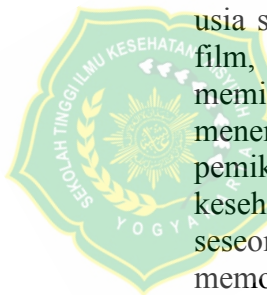 usia s
film,
memi
mener
pemik
keseh
seseor
memo
SEKOLAH TINGGI ILMU KESEHATAN
YOGYA